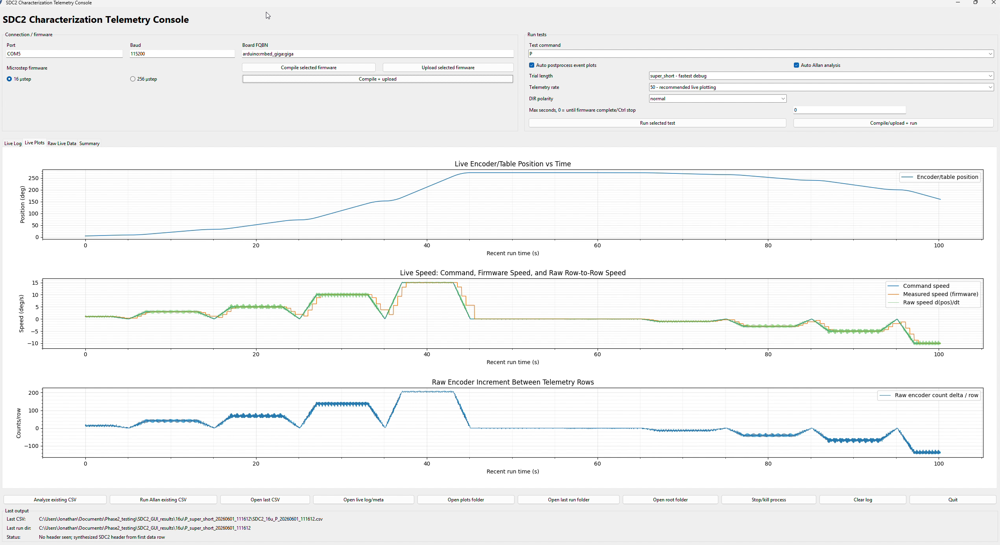 SDC2 Characterization Telemetry Console
SDC2 Characterization Telemetry Console
Connection / firmware
Port
Baud
Board FQBN
COM5
115200
arduino:mbed_giga:giga
Microstep firmware
Compile selected firmware
Upload selected firmware
16 µstep
256 µstep
Compile + upload
Run tests
Test command
P
Auto postprocess event plots
Auto Allan analysis
Trial length
super_short - fastest debug
Telemetry rate
50 - recommended live plotting
DIR polarity
normal
Max seconds, 0 = until firmware complete/Ctrl stop
0
Run selected test
Compile/upload + run
Live Log
Live Plots
Raw Live Data
Summary
Live Encoder/Table Position vs Time
Position (deg)
250
200
150
100
50
0
Encoder/table position
0
20
40
60
80
100
Recent run time (s)
Live Speed: Command, Firmware Speed, and Raw Row-to-Row Speed
Speed (deg/s)
15
10
5
0
−5
−10
Command speed
Measured speed (firmware)
Raw speed d(pos)/dt
0
20
40
60
80
100
Recent run time (s)
Raw Encoder Increment Between Telemetry Rows
Counts/row
200
100
0
−100
Raw encoder count delta / row
0
20
40
60
80
100
Recent run time (s)
Analyze existing CSV
Run Allan existing CSV
Open last CSV
Open live log/meta
Open plots folder
Open last run folder
Open root folder
Stop/kill process
Clear log
Quit
Last output
Last CSV: C:\Users\Jonathan\Documents\Phase2_testing\SDC2_GUI_results\16u\P_super_short_20260601_111612\SDC2_16u_P_20260601_111612.csv
Last run dir: C:\Users\Jonathan\Documents\Phase2_testing\SDC2_GUI_results\16u\P_super_short_20260601_111612
Status: No header seen; synthesized SDC2 header from first data row